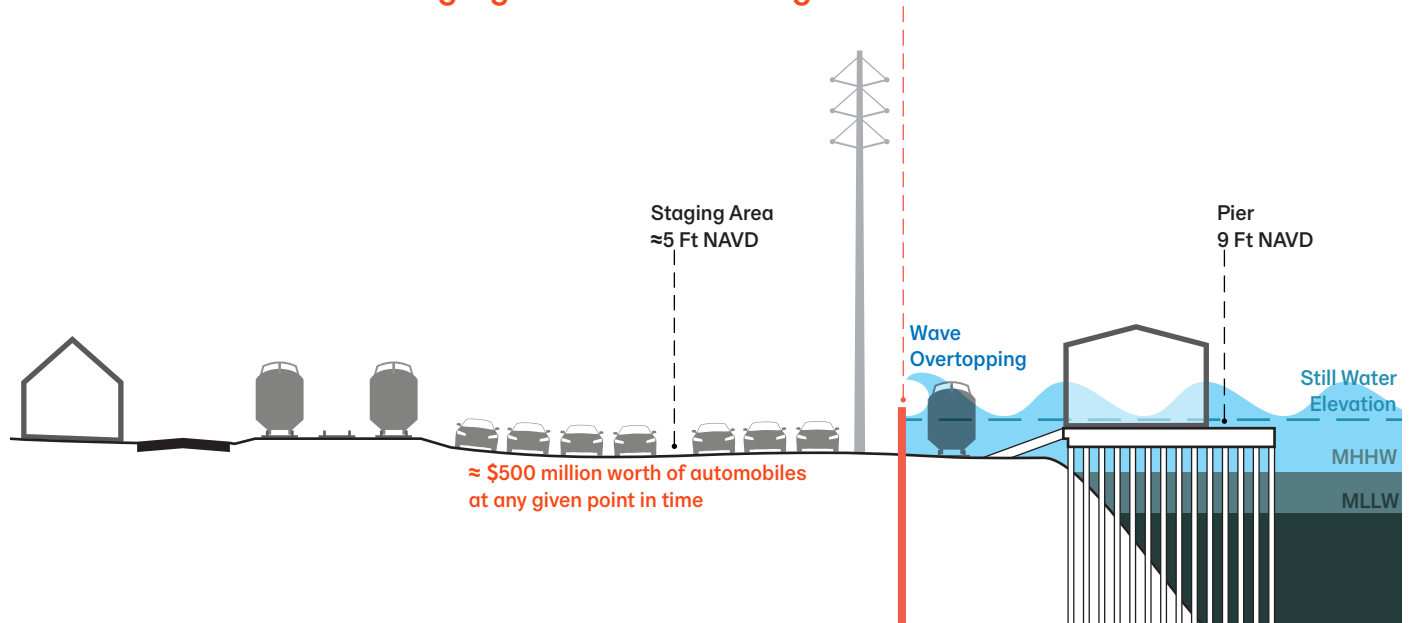 Staging Area
≈5 Ft NAVD
Pier
9 Ft NAVD
Wave
Overtopping
Still Water
Elevation
MHHW
MLLW
≈ $500 million worth of automobiles
at any given point in time